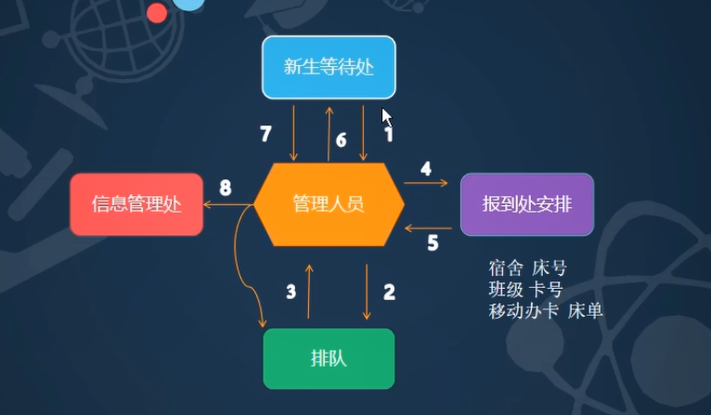 新生等待处
7
6
1
4
8
信息管理处
管理人员
报到处安排
5
宿舍 床号
3
2
班级 卡号
移动办卡 床单
排队